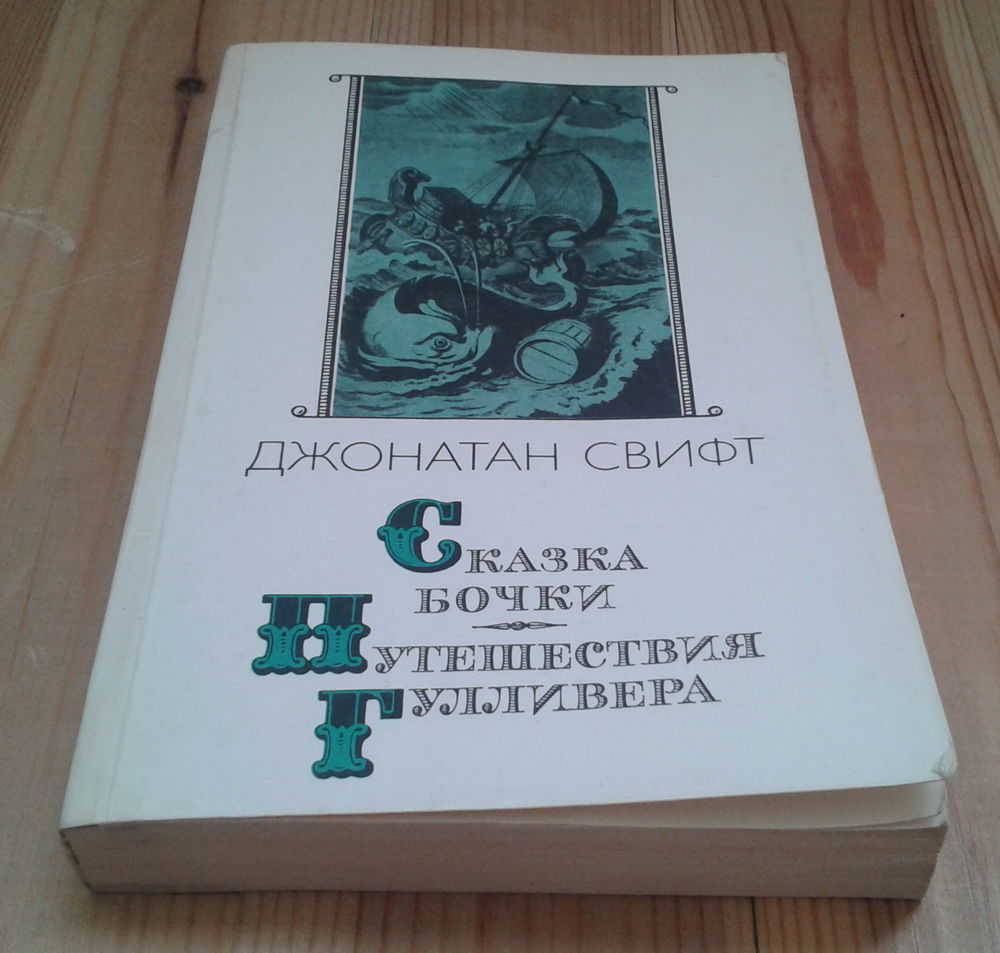 ДЖОНАТАН СВИФТ
СКАЗКА
БОЧКИ
ПУТЕШЕСТВИЯ
ГУЛЛИВЕРА